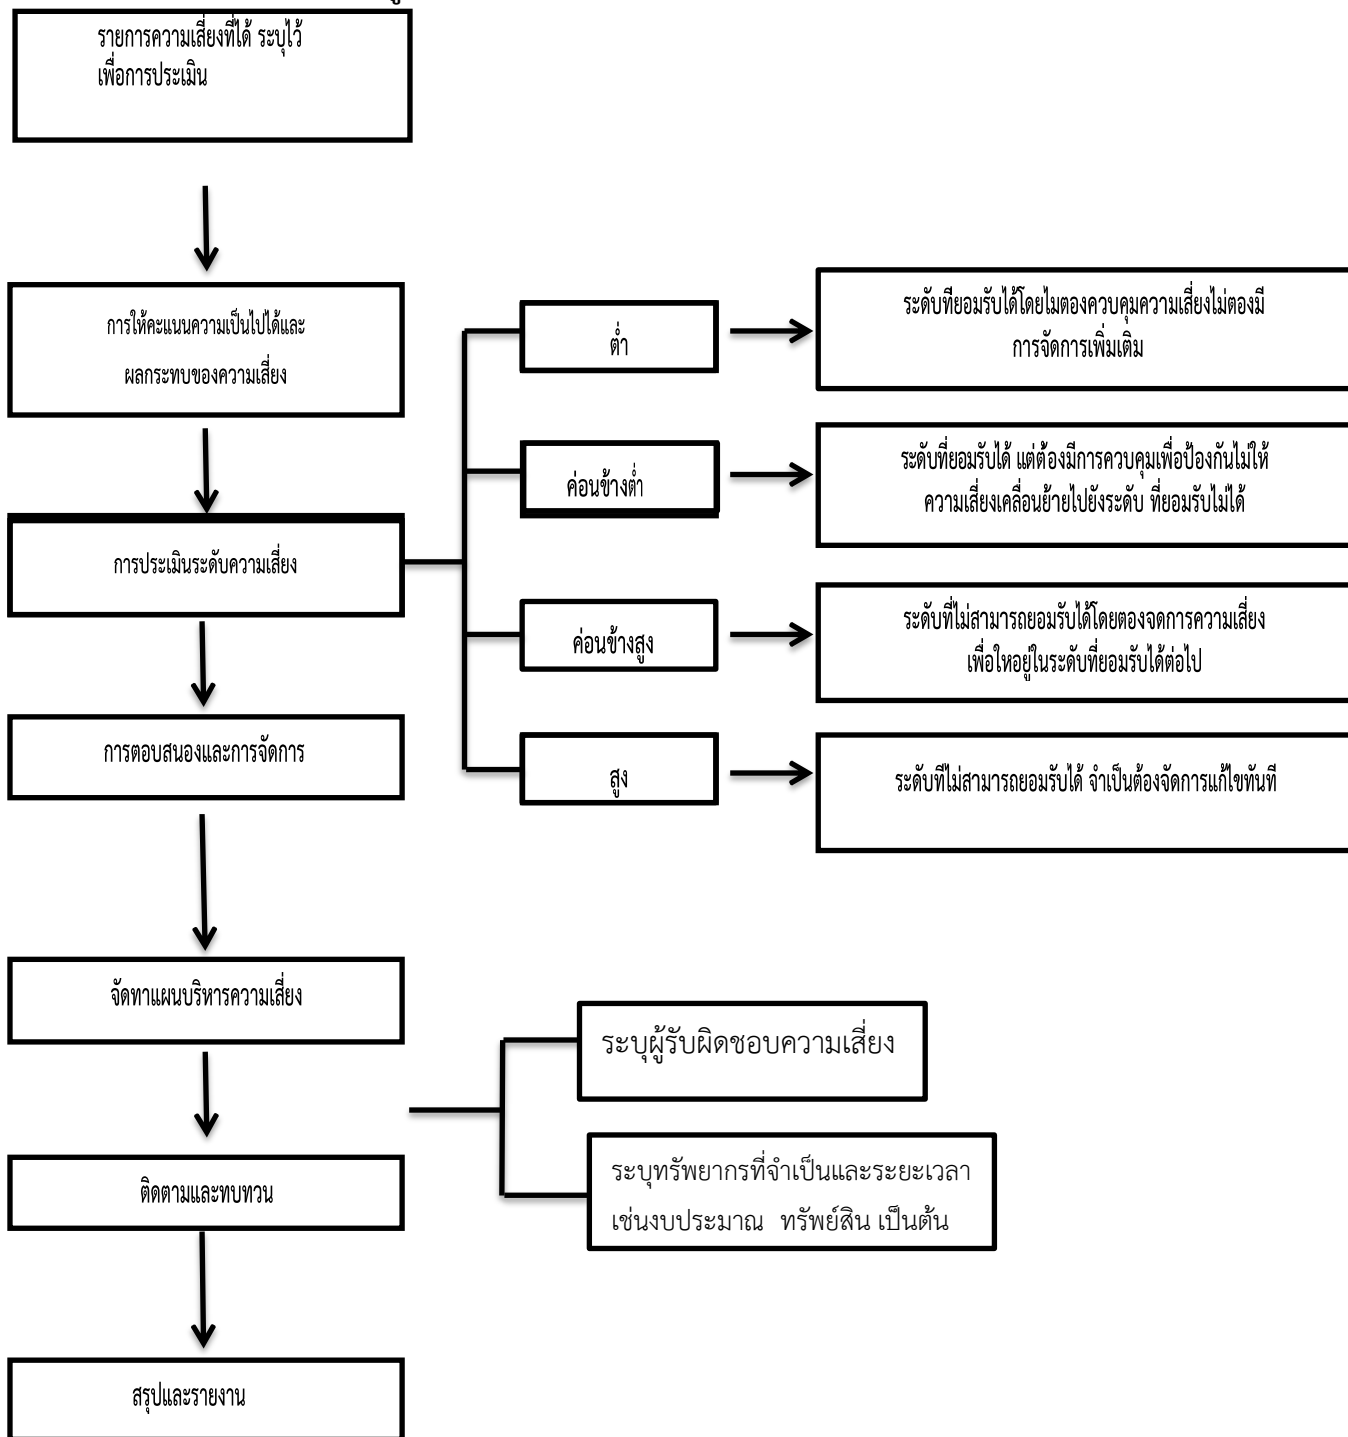 รายการความเสี่ยงที่ได้ ระบุไว้
เพื่อการประเมิน
การให้คะแนนความเป็นไปได้และ
ผลกระทบของความเสี่ยง
การประเมินระดับความเสี่ยง
ต่ำ
ระดับที่ยอมรับได้โดยไมตองควบคุมความเสี่ยงไม่ตองมี
การจัดการเพิ่มเติม
ค่อนข้างต่ำ
ระดับที่ยอมรับได้ แต่ต้องมีการควบคุมเพื่อป้องกันไม่ให้
ความเสี่ยงเคลื่อนย้ายไปยังระดับ ที่ยอมรับไม่ได้
ค่อนข้างสูง
ระดับที่ไม่สามารถยอมรับได้โดยตองจดการความเสี่ยง
เพื่อใหอยู่ในระดับที่ยอมรับได้ต่อไป
สูง
ระดับที่ไม่สามารถยอมรับได้ จำเป็นต้องจัดการแก้ไขทันที
การตอบสนองและการจัดการ
จัดทาแผนบริหารความเสี่ยง
ระบุผู้รับผิดชอบความเสี่ยง
ระบุทรัพยากรที่จำเป็นและระยะเวลา
เช่นงบประมาณ ทรัพย์สิน เป็นต้น
ติดตามและทบทวน
สรุปและรายงาน